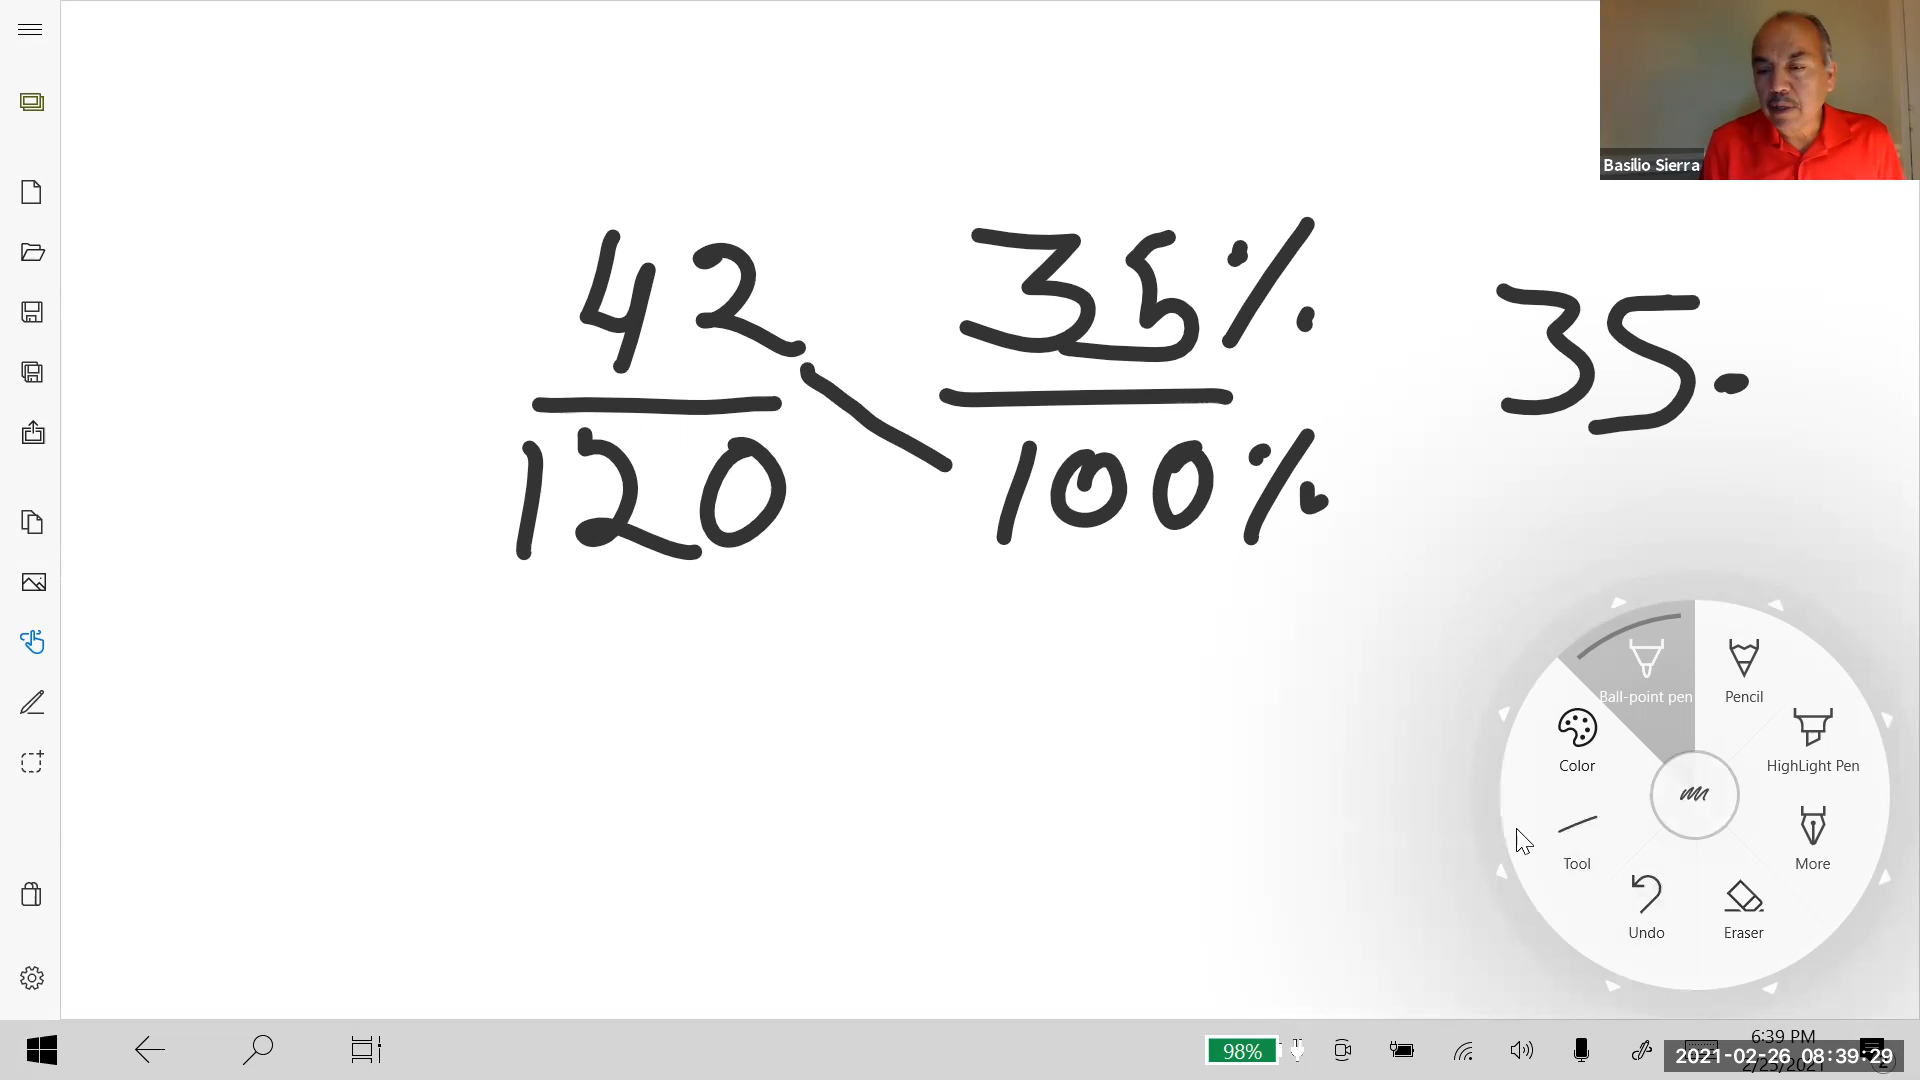 Basilio Sierra
42 35%
120 100%
35.
Ball-point pen
Pencil
Color
HighLight Pen
Tool
More
Undo
Eraser
98%
6:39 PM
2021-02-26 08:39:29